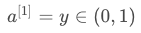 a^{[1]} = y ∈ (0, 1)